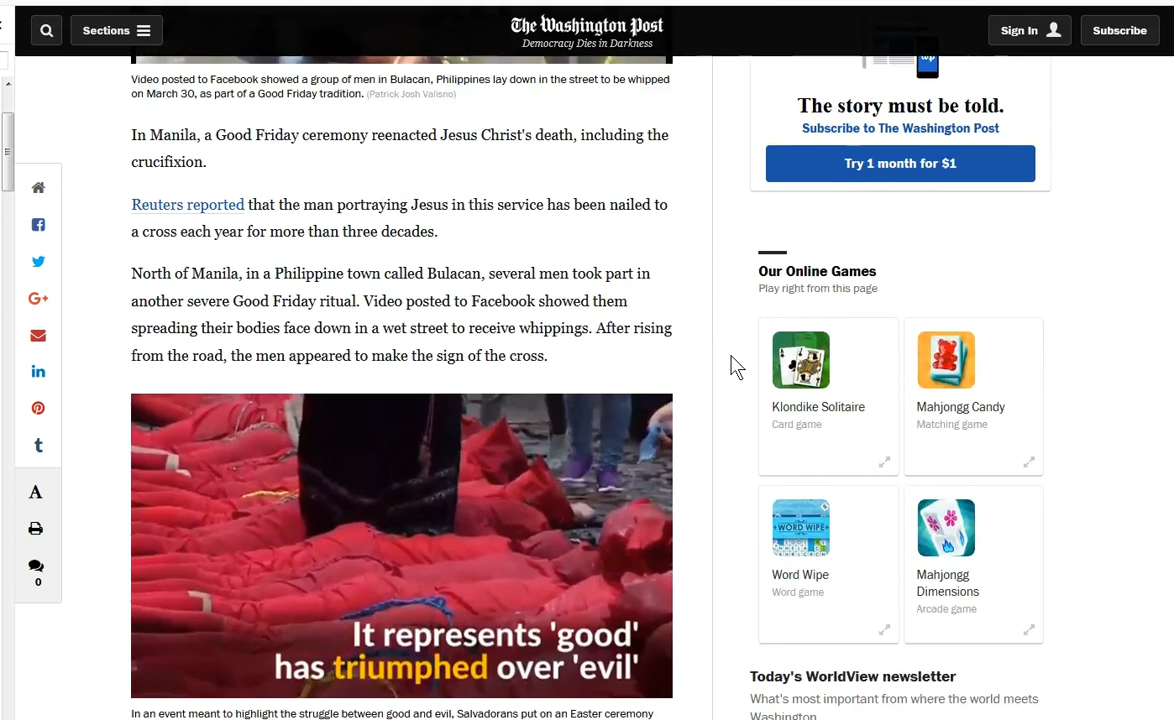 Sections
The Washington Post
Democracy Dies in Darkness
Sign In
Subscribe
Video posted to Facebook showed a group of men in Bulacan, Philippines lay down in the street to be whipped
on March 30, as part of a Good Friday tradition. (Patrick Josh Valisno)
In Manila, a Good Friday ceremony reenacted Jesus Christ's death, including the
crucifixion.
Reuters reported that the man portraying Jesus in this service has been nailed to
a cross each year for more than three decades.
North of Manila, in a Philippine town called Bulacan, several men took part in
another severe Good Friday ritual. Video posted to Facebook showed them
spreading their bodies face down in a wet street to receive whippings. After rising
from the road, the men appeared to make the sign of the cross.
It represents 'good'
has triumphed over 'evil'
In an event meant to highlight the struggle between good and evil, Salvadorans put on an Easter ceremony
G+
in
t
A
0
wp
The story must be told.
Subscribe to The Washington Post
Try 1 month for $1
Our Online Games
Play right from this page
Klondike Solitaire
Card game
Mahjongg Candy
Matching game
WORD WIPE
Word Wipe
Word game
Mahjongg
Dimensions
Arcade game
Today's WorldView newsletter
What's most important from where the world meets
Washington